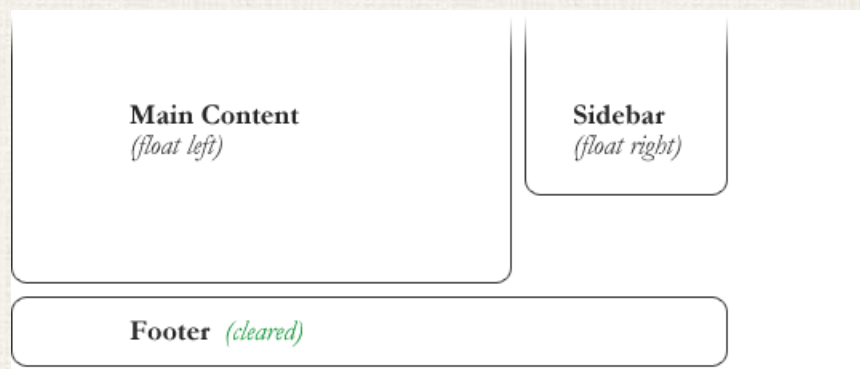 Main Content
(float left)
Sidebar
(float right)
Footer (cleared)